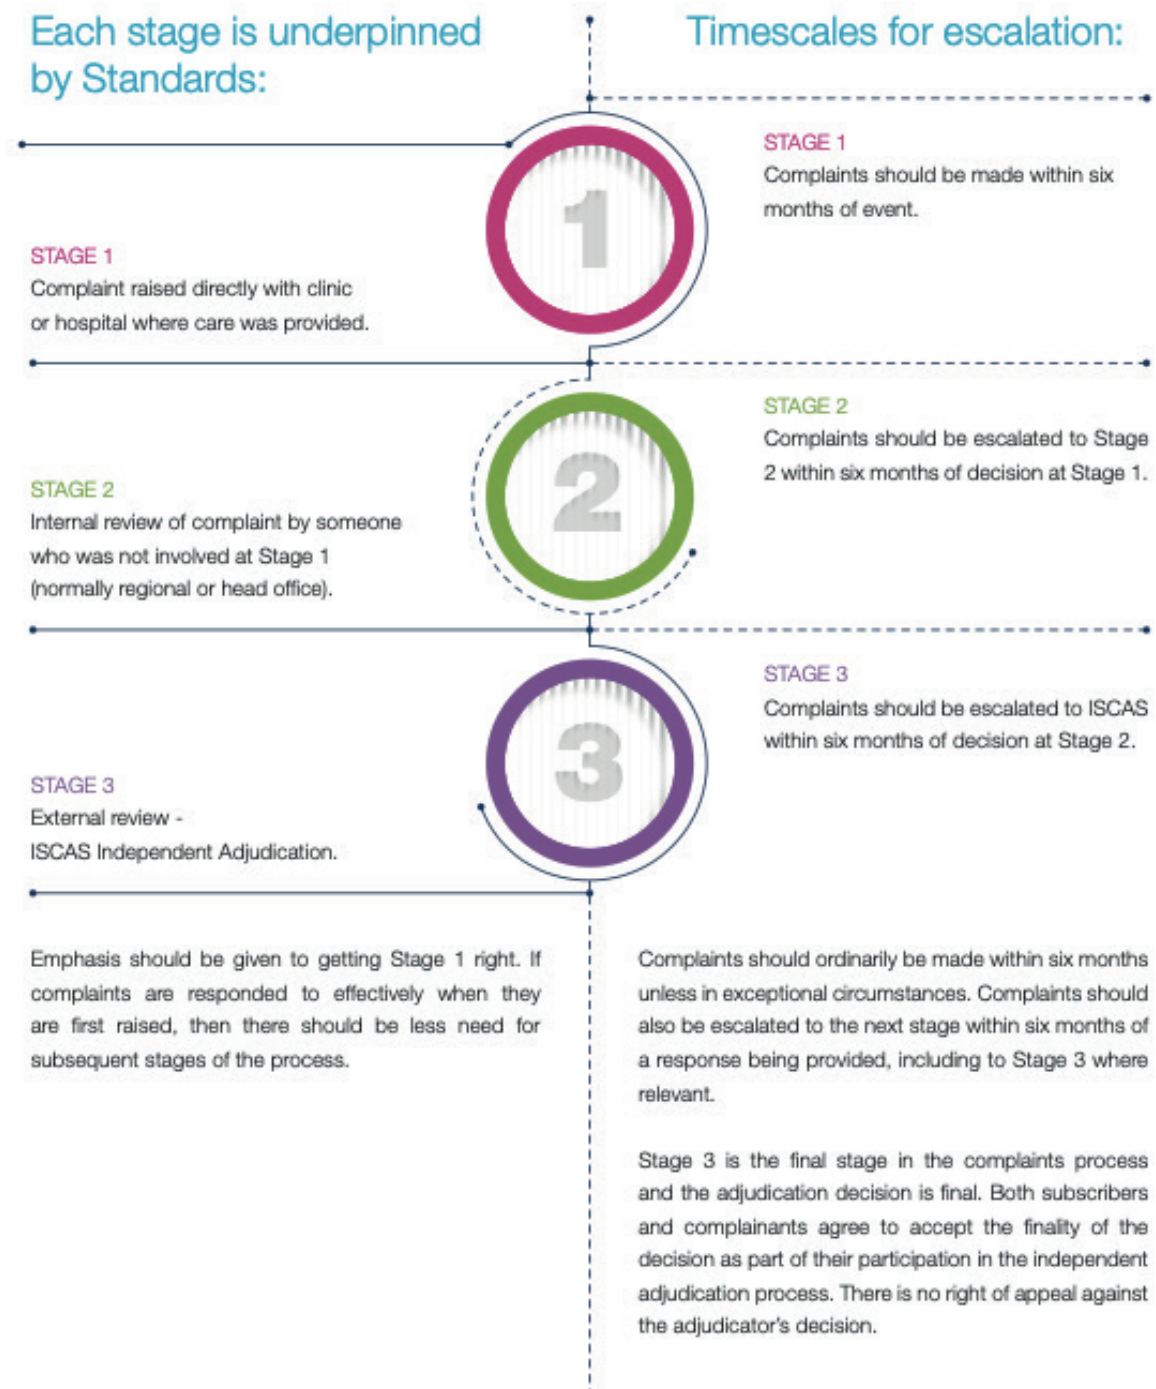 Each stage is underpinned
by Standards:
Timescales for escalation:
1
STAGE 1
Complaints should be made within six
months of event.
STAGE 1
Complaint raised directly with clinic
or hospital where care was provided.
2
STAGE 2
Complaints should be escalated to Stage
2 within six months of decision at Stage 1.
STAGE 2
Internal review of complaint by someone
who was not involved at Stage 1
(normally regional or head office).
3
STAGE 3
Complaints should be escalated to ISCAS
within six months of decision at Stage 2.
STAGE 3
External review -
ISCAS Independent Adjudication.
Emphasis should be given to getting Stage 1 right. If
complaints are responded to effectively when they
are first raised, then there should be less need for
subsequent stages of the process.
Complaints should ordinarily be made within six months
unless in exceptional circumstances. Complaints should
also be escalated to the next stage within six months of
a response being provided, including to Stage 3 where
relevant.
Stage 3 is the final stage in the complaints process
and the adjudication decision is final. Both subscribers
and complainants agree to accept the finality of the
decision as part of their participation in the independent
adjudication process. There is no right of appeal against
the adjudicator's decision.